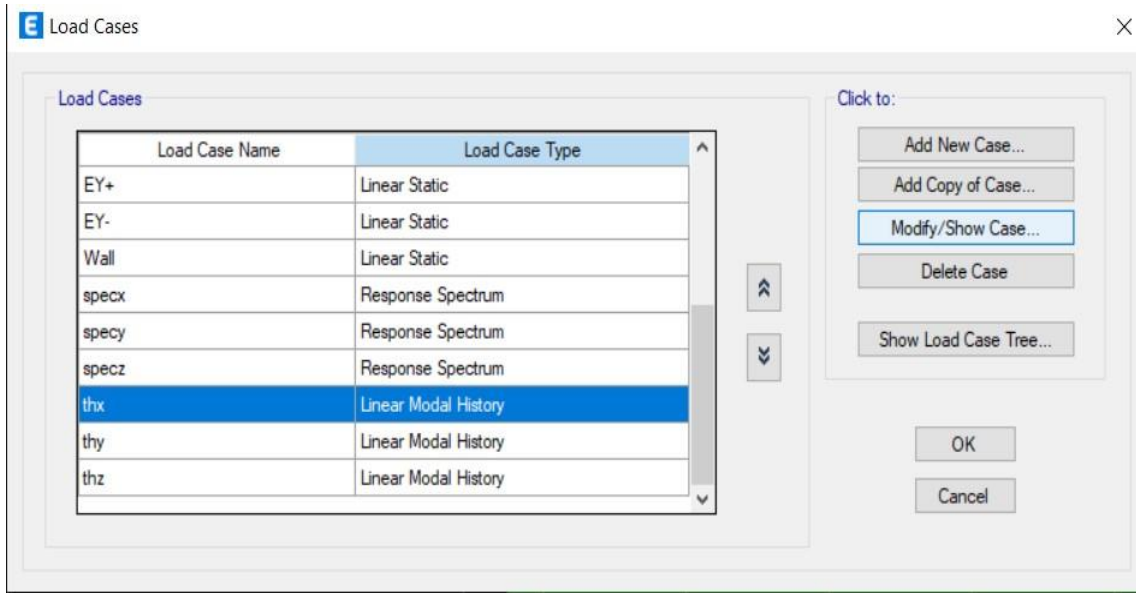 E Load Cases
Load Cases
Load Case Name Load Case Type
EY+ Linear Static
EY- Linear Static
Wall Linear Static
specx Response Spectrum
specy Response Spectrum
specz Response Spectrum
thx Linear Modal History
thy Linear Modal History
thz Linear Modal History
Click to:
Add New Case...
Add Copy of Case...
Modify/Show Case...
Delete Case
Show Load Case Tree...
OK
Cancel